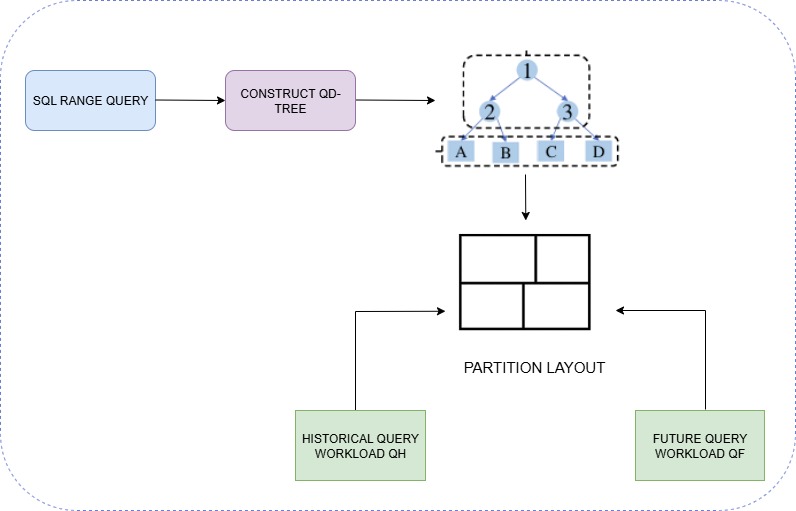 SQL RANGE QUERY
CONSTRUCT QD-
TREE
1
2
3
A
B
C
D
PARTITION LAYOUT
HISTORICAL QUERY
WORKLOAD QH
FUTURE QUERY
WORKLOAD QF